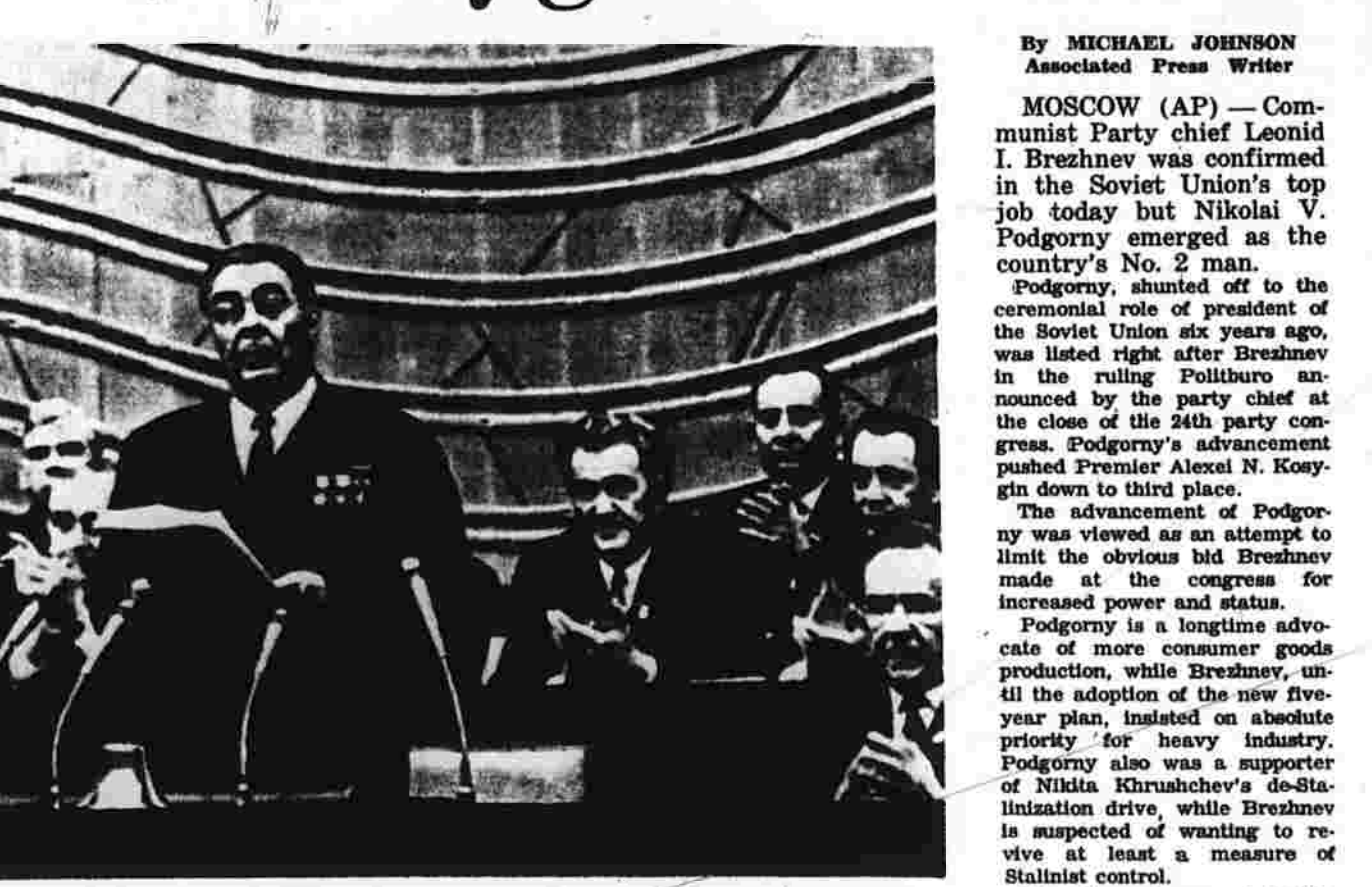 By MICHAEL JOHNSON
Associated Press Writer
MOSCOW (AP) — Com-
munist Party chief Leonid
I. Brezhnev was confirmed
in the Soviet Union's top
job today but Nikolai V.
Podgorny emerged as the
country's No. 2 man.
Podgorny, shunted off to the
ceremonial role of president of
the Soviet Union six years ago,
was listed right after Brezhnev
in the ruling Politburo an-
nounced by the party chief at
the close of the 24th party con-
gress. Podgorny's advancement
pushed Premier Alexei N. Kosy-
gin down to third place.
The advancement of Podgor-
ny was viewed as an attempt to
limit the obvious bid Brezhnev
made at the congress for
increased power and status.
Podgorny is a longtime advo-
cate of more consumer goods
production, while Brezhnev, un-
til the adoption of the new five-
year plan, insisted on absolute
priority for heavy industry.
Podgorny also was a supporter
of Nikita Khrushchev's de-Sta-
linization drive, while Brezhnev
is suspected of wanting to re-
vive at least a measure of
Stalinist control.